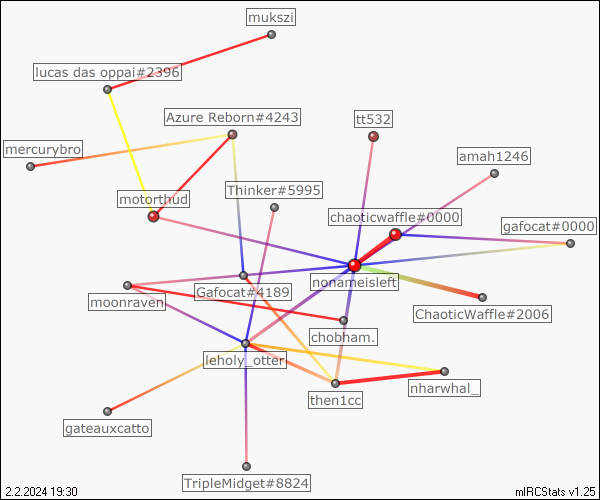 mukszi
lucas das oppai#2396
Azure Reborn#4243
tt532
mercurybro
amah1246
Thinker#5995
motorthud
chaoticwaffle#0000
gafocat#0000
nonameisleft
Gafocat#4189
moonraven
ChaoticWaffle#2006
chobham.
leholy_otter
nharwhal_
then1cc
gateauxcatto
TripleMidget#8824
2.2.2024 19:30
mIRCStats v1.25